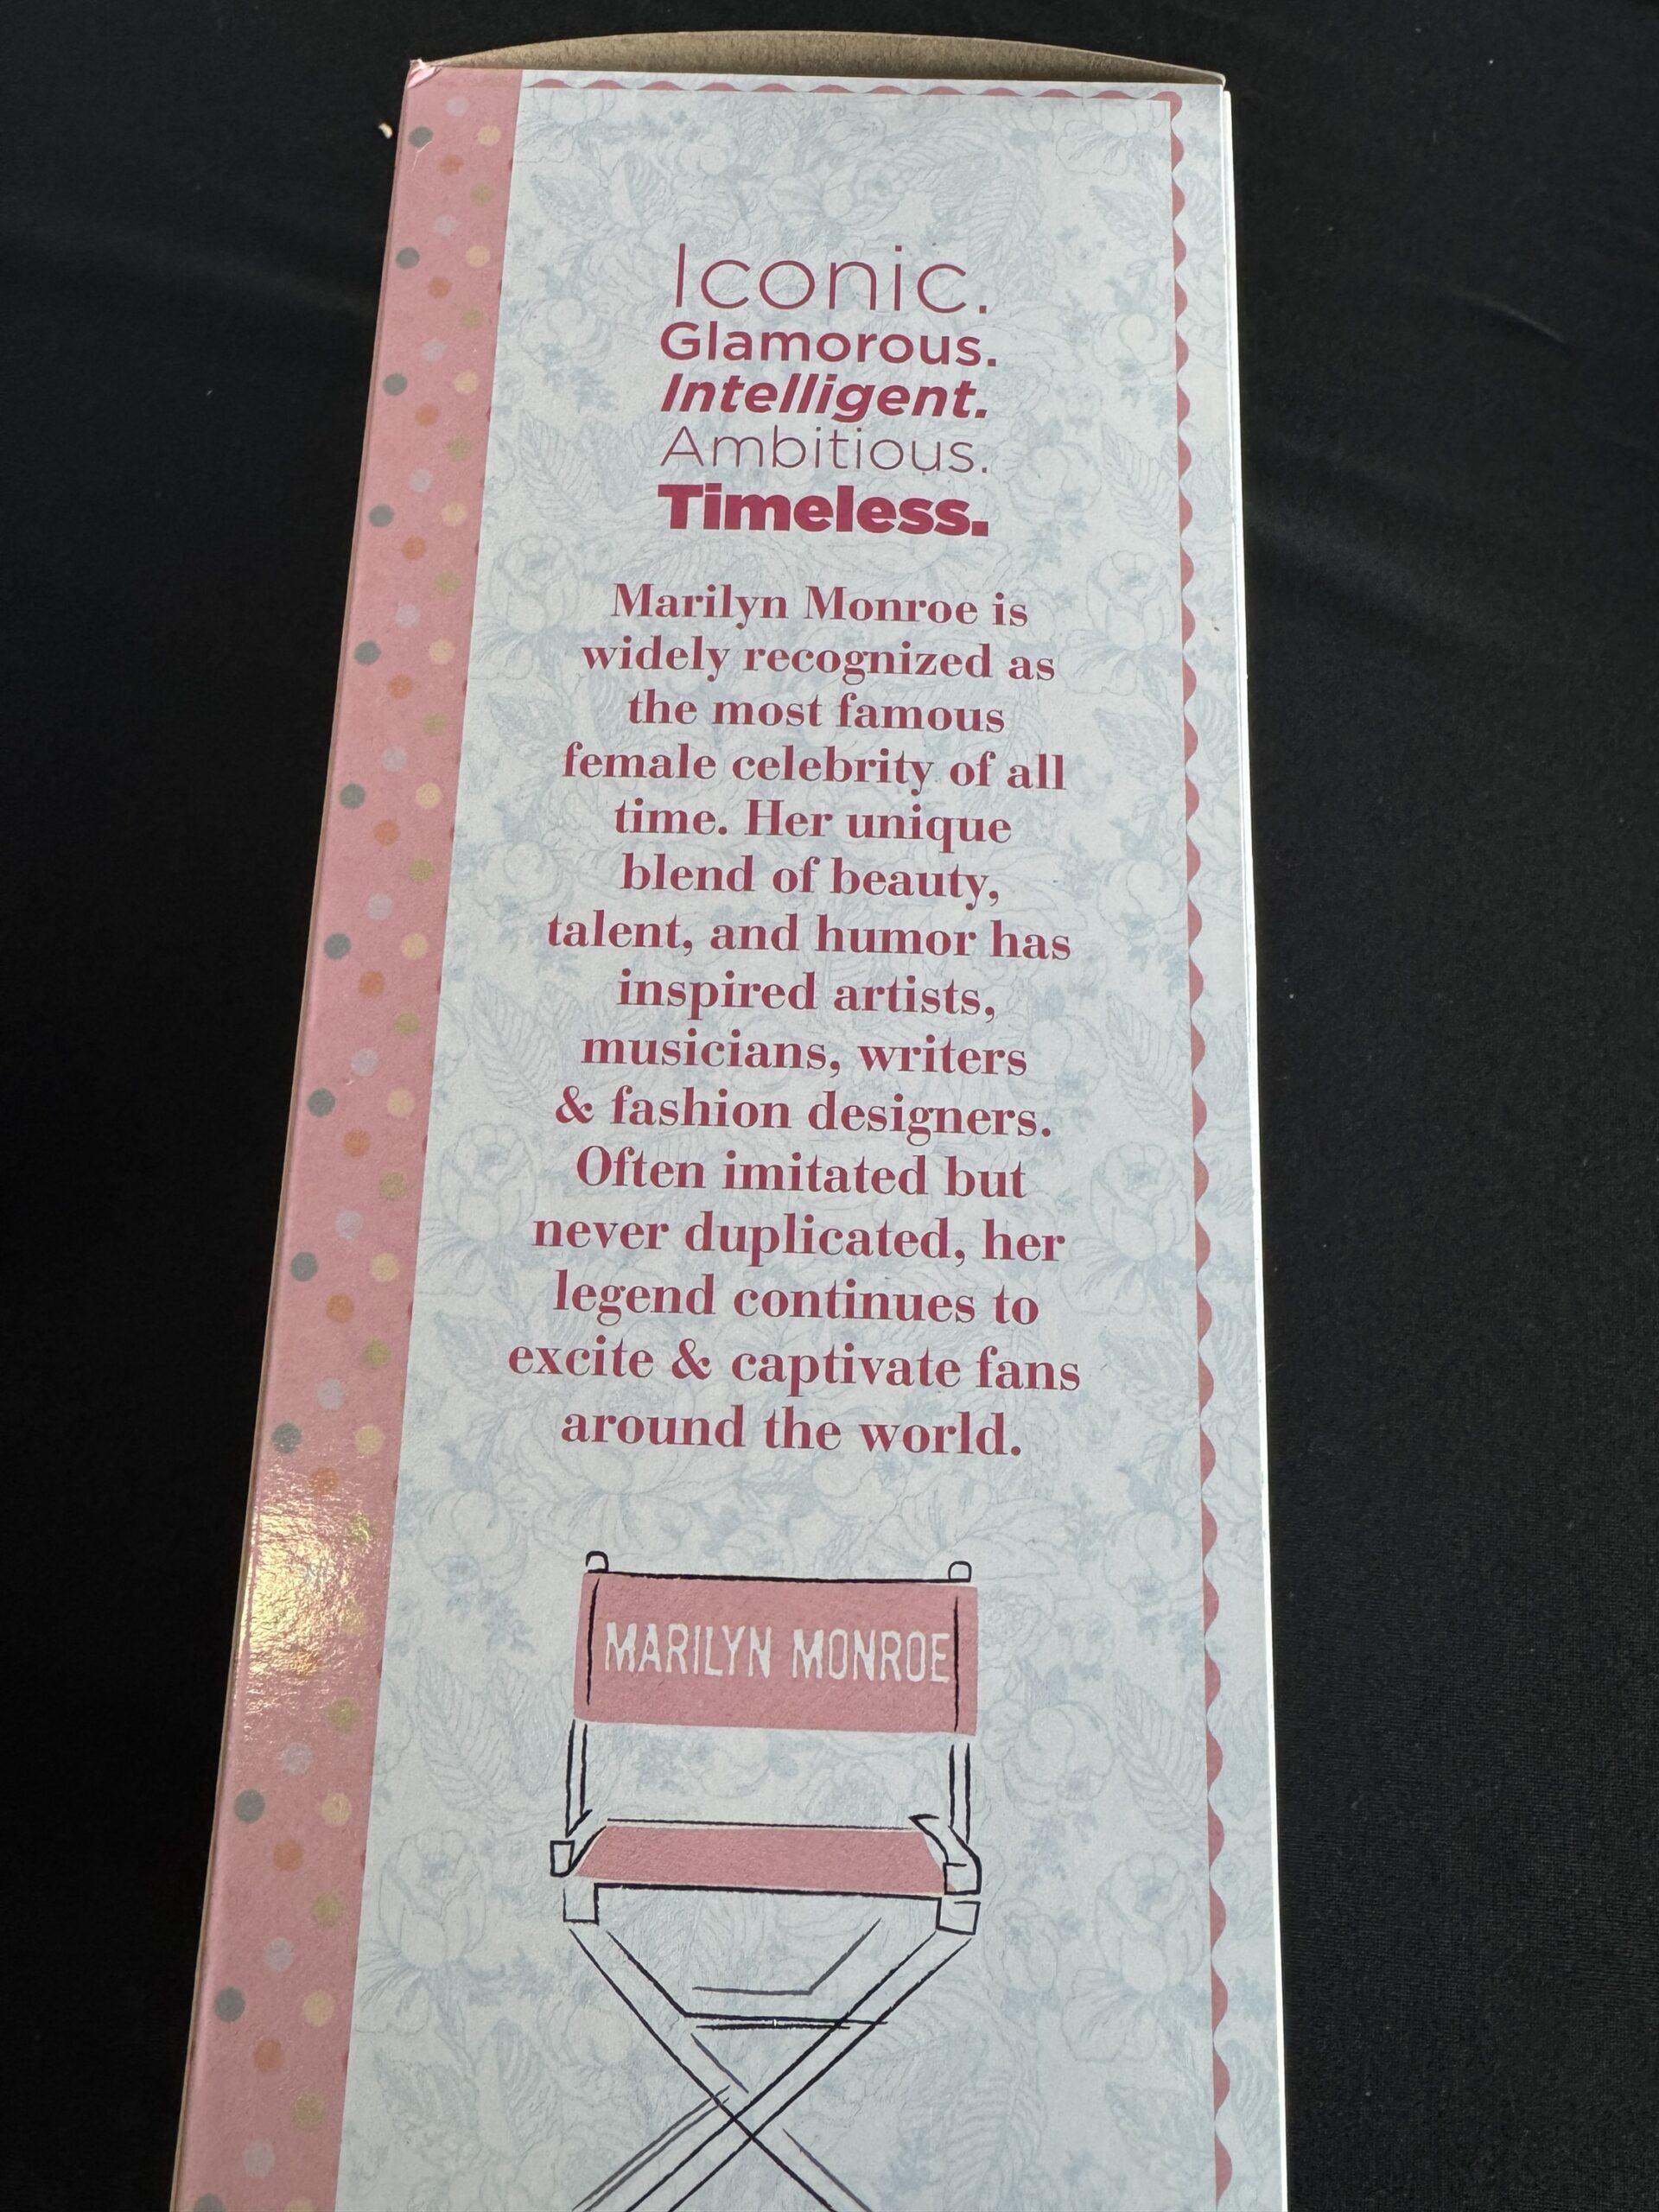 Iconic.
Glamorous.
Intelligent.
Ambitious.
Timeless.
Marilyn Monroe is
widely recognized as
the most famous
female celebrity of all
time. Her unique
blend of beauty,
talent, and humor has
inspired artists,
musicians, writers
& fashion designers.
Often imitated but
never duplicated, her
legend continues to
excite & captivate fans
around the world.
MARILYN MONROE